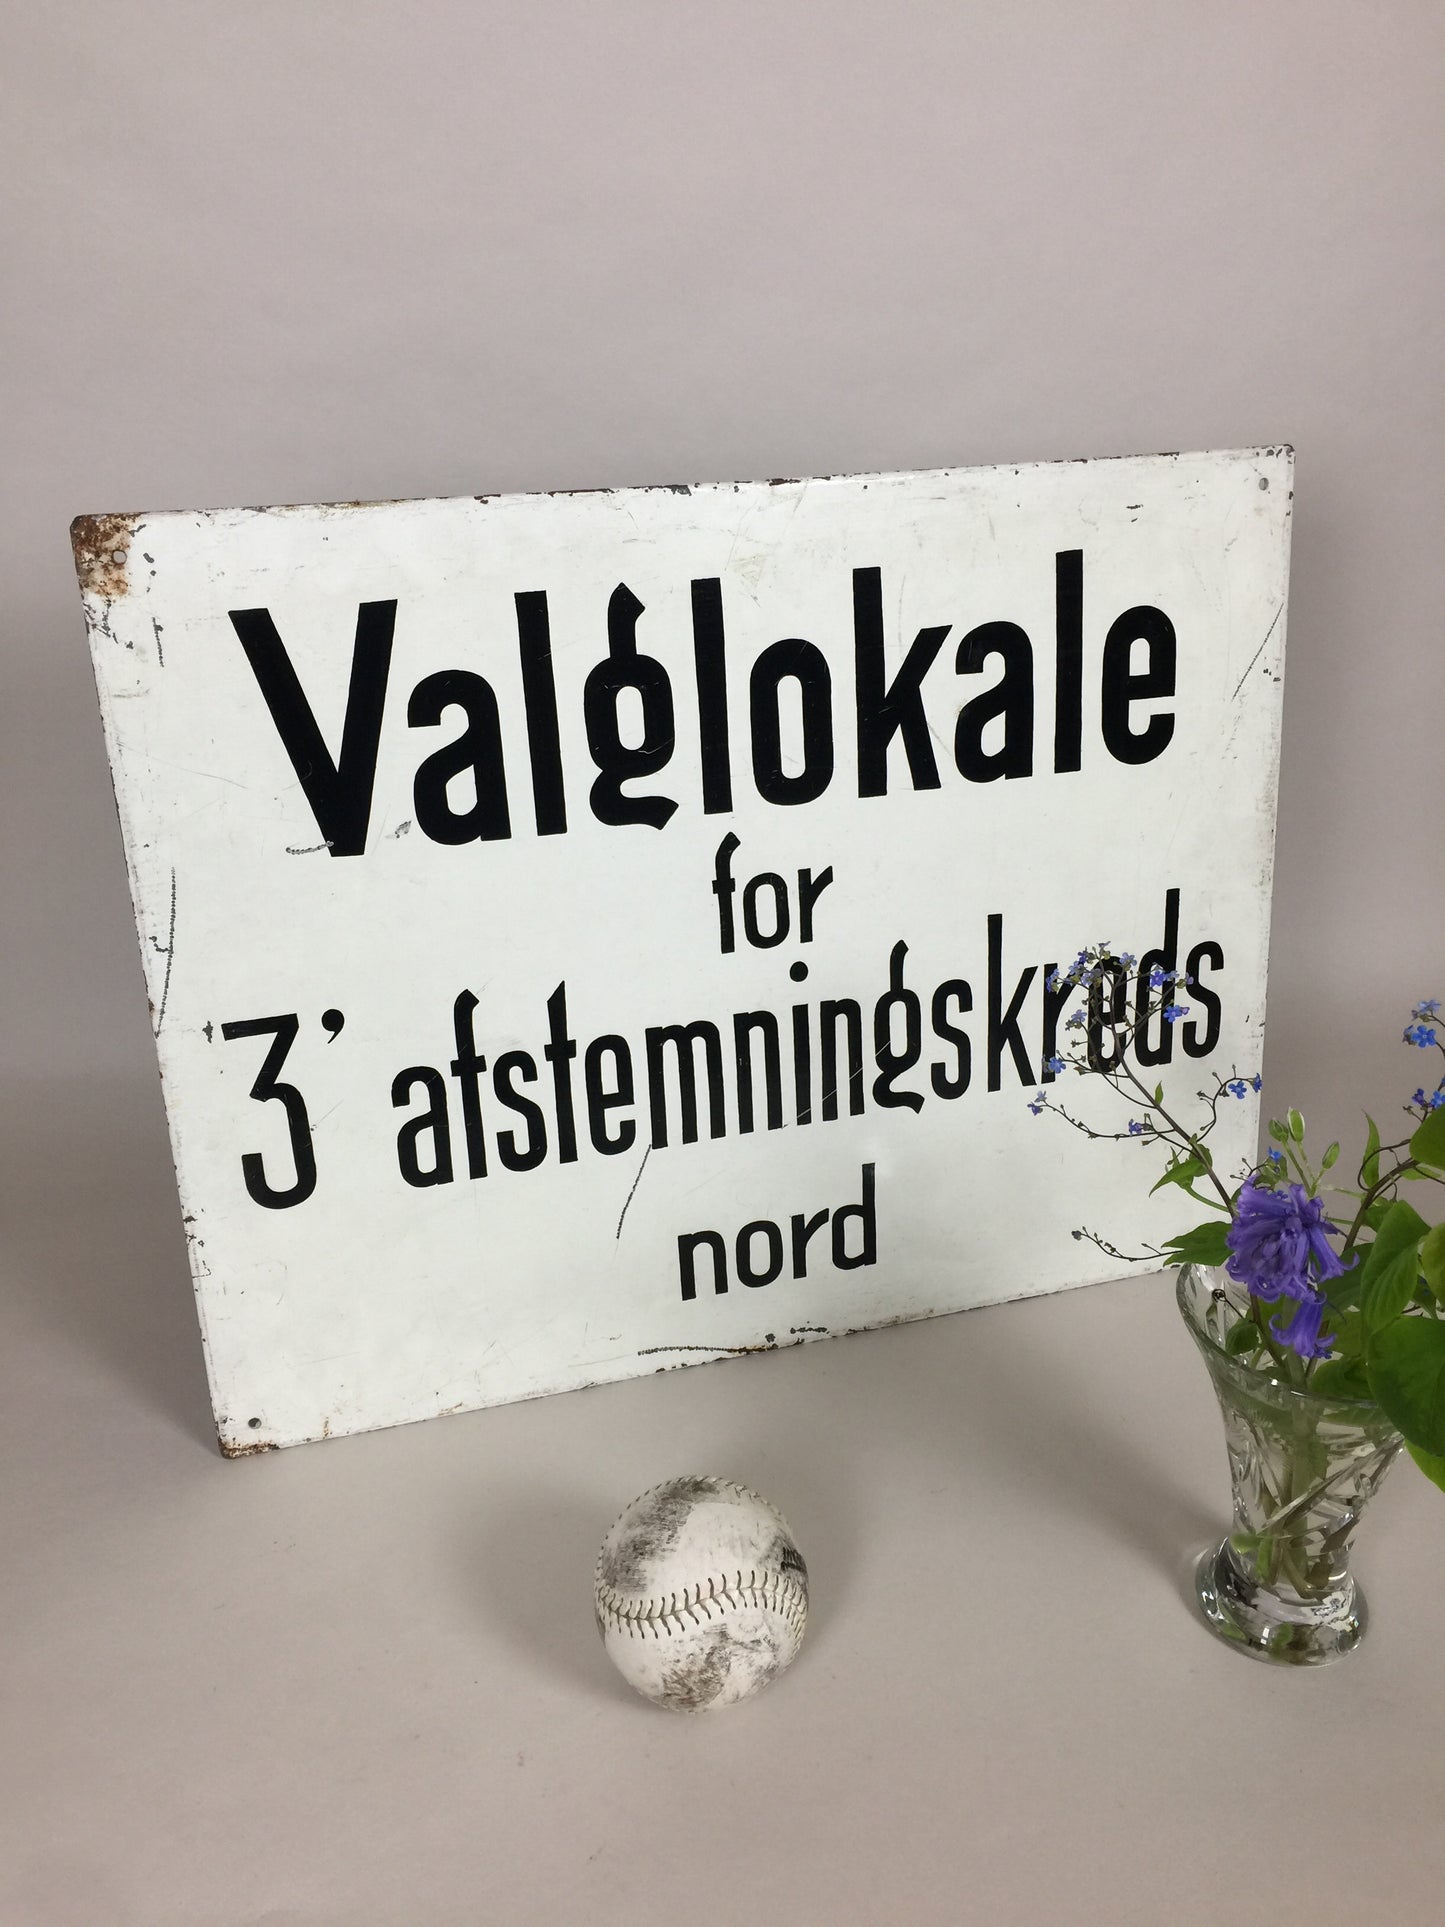 Valglokale
for
3' afstemningskreds
nord